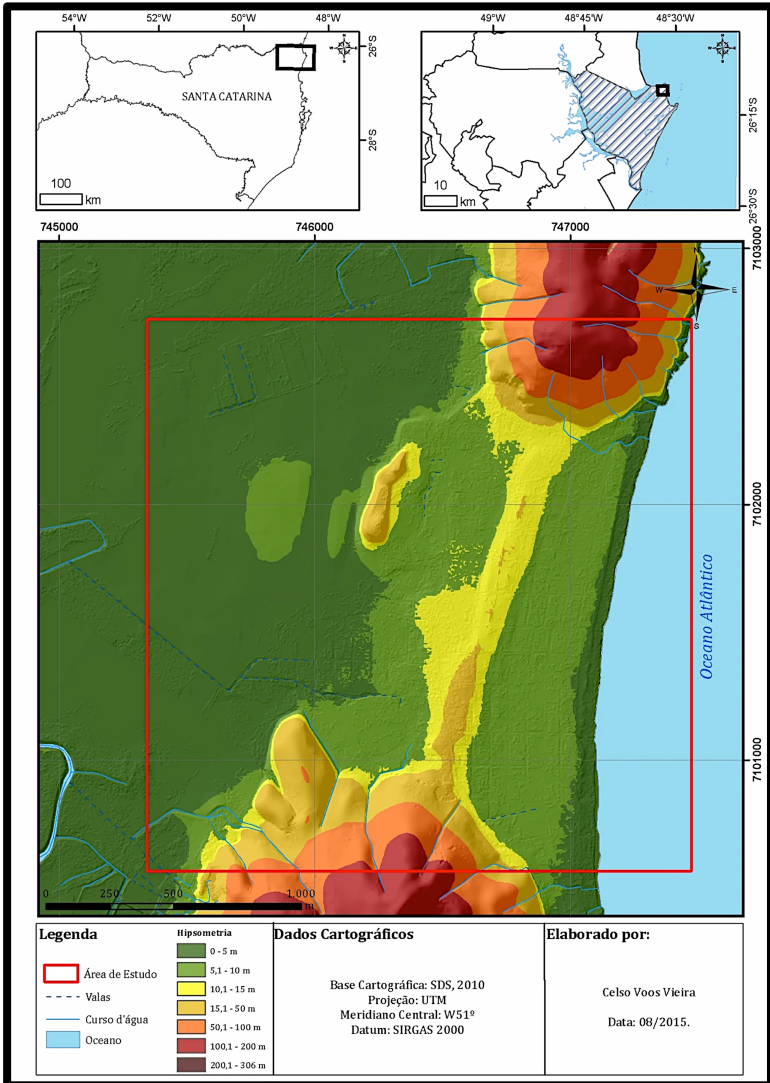 54°W 52°W 50°W 48°W
26°S
28°S
SANTA CATARINA
100
km
49°W 48°45'W 48°30'W
26°15'S
26°30'S
10
km
745000 746000 747000
7103000
7102000
7101000
N
W E
S
Oceano Atlântico
0 250 500 1.000
m
Legenda
Área de Estudo
Valas
Curso d'água
Oceano
Hipsometria
0 - 5 m
5,1 - 10 m
10,1 - 15 m
15,1 - 50 m
50,1 - 100 m
100,1 - 200 m
200,1 - 306 m
Dados Cartográficos
Base Cartográfica: SDS, 2010
Projeção: UTM
Meridiano Central: W51º
Datum: SIRGAS 2000
Elaborado por:
Celso Voos Vieira
Data: 08/2015.